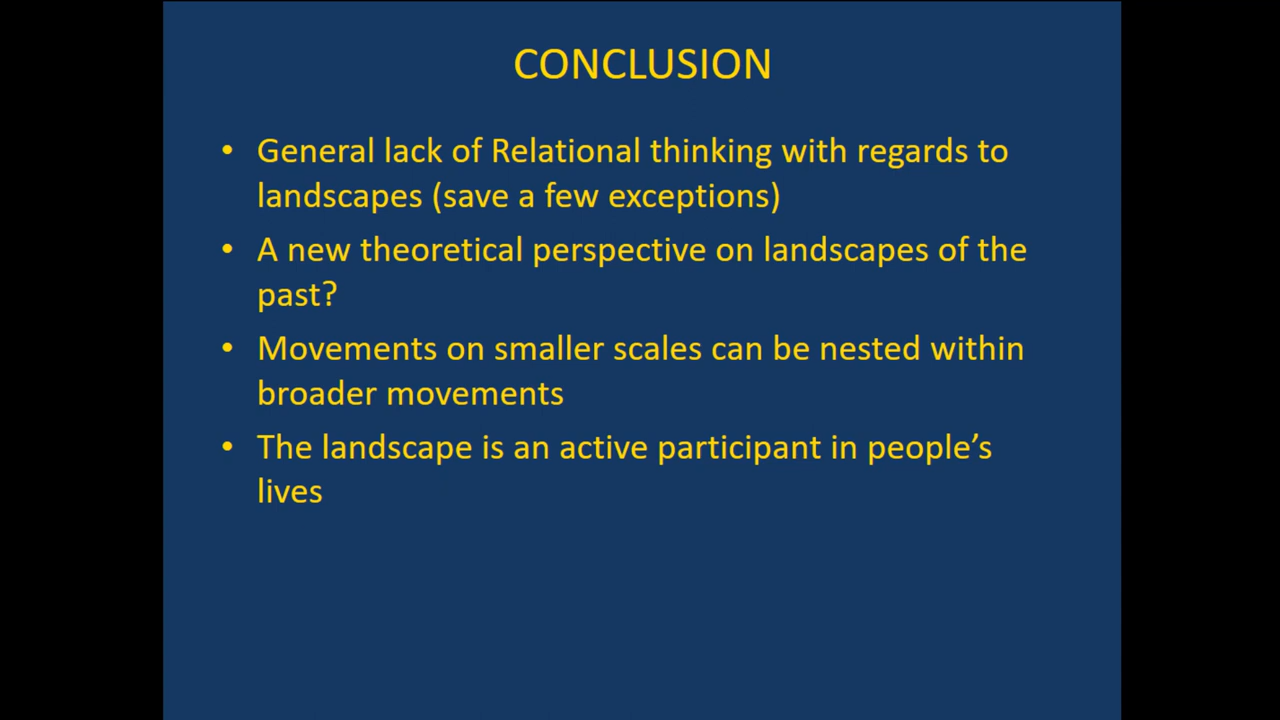 CONCLUSION
• General lack of Relational thinking with regards to
landscapes (save a few exceptions)
• A new theoretical perspective on landscapes of the
past?
• Movements on smaller scales can be nested within
broader movements
• The landscape is an active participant in people’s
lives